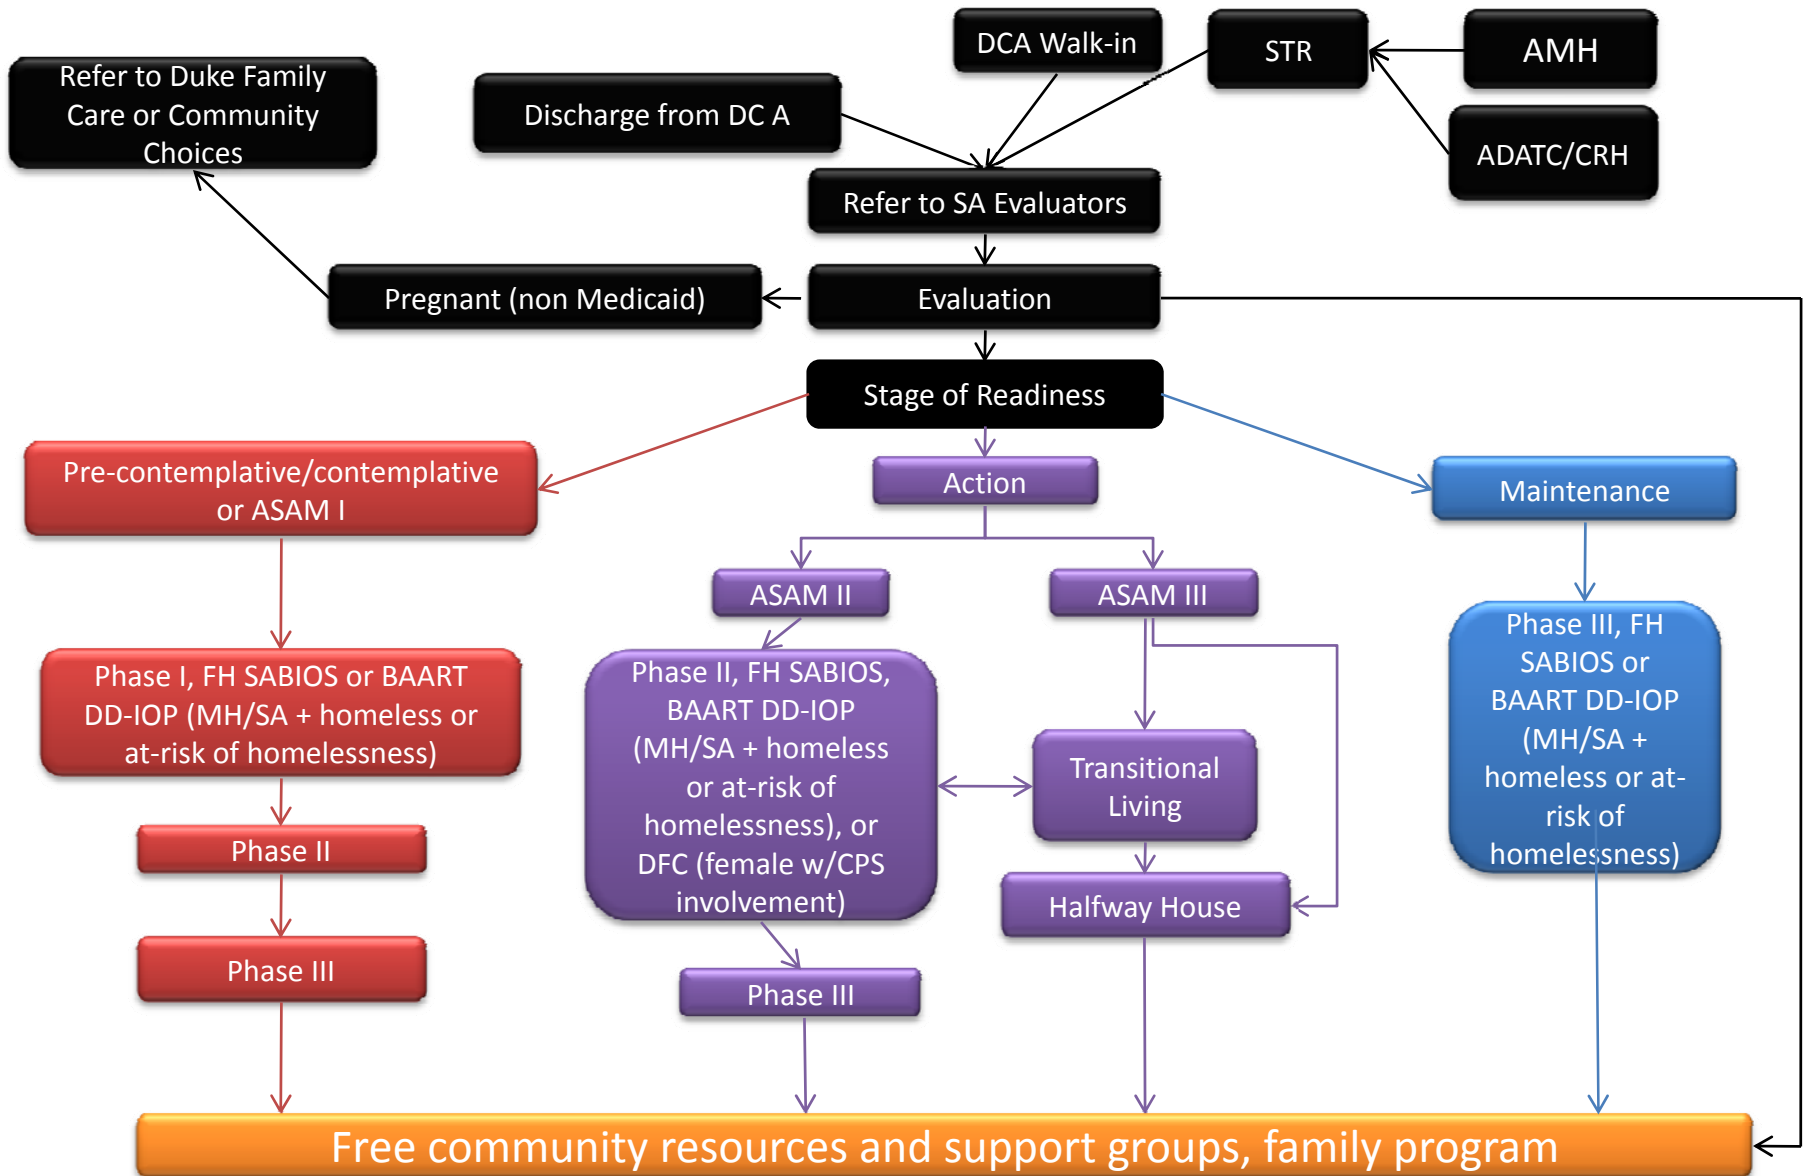 DCA Walk-in
STR
AMH
Refer to Duke Family
Care or Community
Choices
Discharge from DC A
ADATC/CRH
Refer to SA Evaluators
Pregnant (non Medicaid)
Evaluation
Stage of Readiness
Pre-contemplative/contemplative
or ASAM I
Action
Maintenance
ASAM II
ASAM III
Phase I, FH SABIOS or BAART
DD-IOP (MH/SA + homeless or
at-risk of homelessness)
Phase II, FH SABIOS,
BAART DD-IOP
(MH/SA + homeless
or at-risk of
homelessness), or
DFC (female w/CPS
involvement)
Transitional
Living
Phase III, FH
SABIOS or
BAART DD-IOP
(MH/SA +
homeless or at-
risk of
homelessness)
Phase II
Halfway House
Phase III
Phase III
Free community resources and support groups, family program